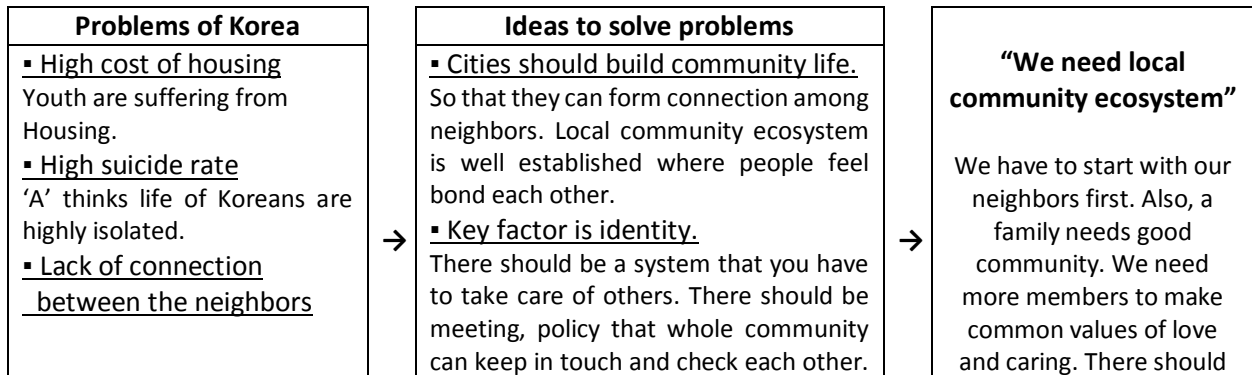 Problems of Korea
▪ High cost of housing
Youth are suffering from
Housing.
▪ High suicide rate
‘A’ thinks life of Koreans are
highly isolated.
▪ Lack of connection
between the neighbors
→
Ideas to solve problems
▪ Cities should build community life.
So that they can form connection among
neighbors. Local community ecosystem
is well established where people feel
bond each other.
▪ Key factor is identity.
There should be a system that you have
to take care of others. There should be
meeting, policy that whole community
can keep in touch and check each other.
→
“We need local
community ecosystem”
We have to start with our
neighbors first. Also, a
family needs good
community. We need
more members to make
common values of love
and caring. There should